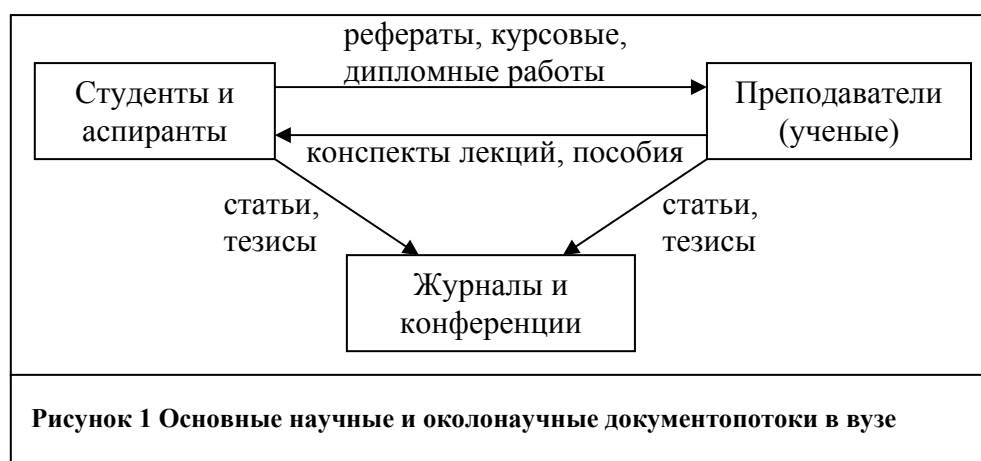 рефераты, курсовые,
дипломные работы
Студенты и
аспиранты
Преподаватели
(ученые)
конспекты лекций, пособия
статьи,
тезисы
статьи,
тезисы
Журналы и
конференции
Рисунок 1 Основные научные и околонаучные документопотоки в вузе